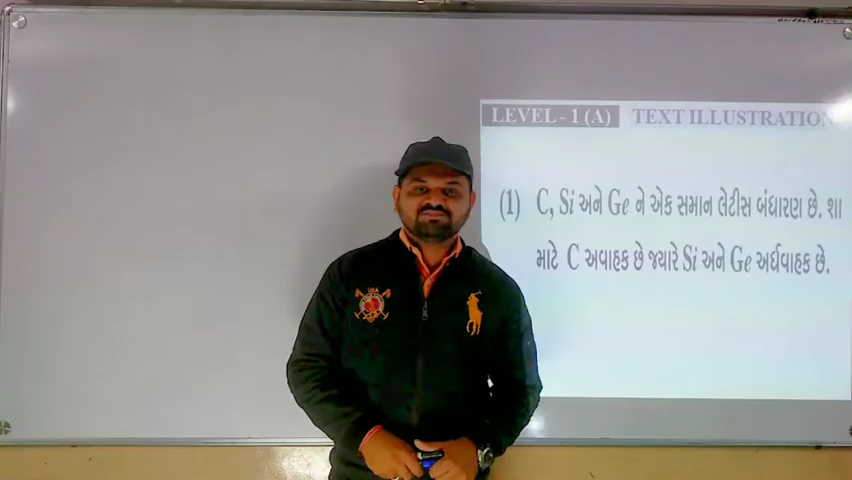 LEVEL - 1 (A) TEXT ILLUSTRATION
(1) C, Si અને Ge ને એક સમાન લેટીસ બંધારણ છે. શા
માટે C અવાહક છે જ્યારે Si અને Ge અર્ધવાહક છે.
USA